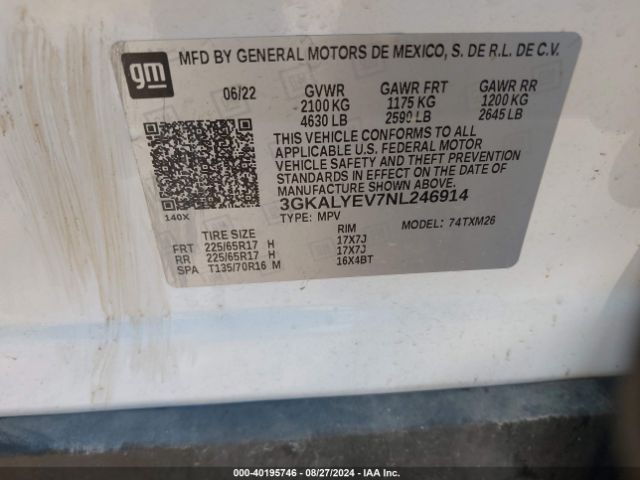 gm
MFD BY GENERAL MOTORS DE MEXICO, S. DE R.L. DE C.V.
06/22 GVWR GAWR FRT GAWR RR
2100 KG 1175 KG 1200 KG
4630 LB 2590 LB 2645 LB
THIS VEHICLE CONFORMS TO ALL
APPLICABLE U.S. FEDERAL MOTOR
VEHICLE SAFETY AND THEFT PREVENTION
STANDARDS IN EFFECT ON THE DATE OF
MANUFACTURE SHOWN ABOVE.
140X
3GKALYEV7NL246914
TYPE: MPV MODEL: 74TXM26
TIRE SIZE RIM
FRT 225/65R17 H 17X7J
RR 225/65R17 H 17X7J
SPA T135/70R16 M 16X4BT
000-40195746 - 08/27/2024 - IAA Inc.